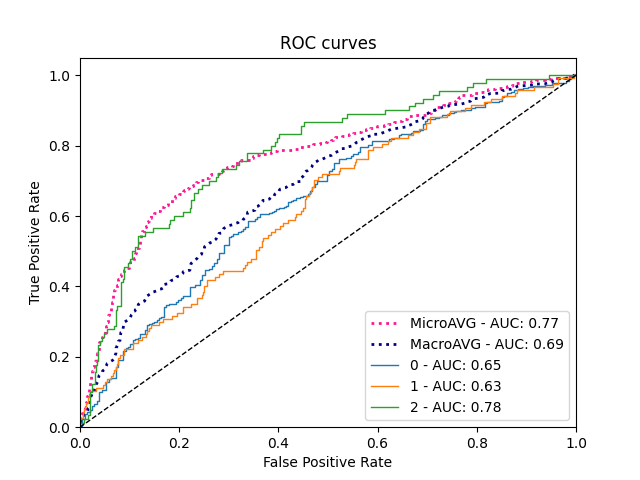 ROC curves
1.0
0.8
0.6
0.4
0.2
0.0
True Positive Rate
MicroAVG - AUC: 0.77
MacroAVG - AUC: 0.69
0 - AUC: 0.65
1 - AUC: 0.63
2 - AUC: 0.78
0.0 0.2 0.4 0.6 0.8 1.0
False Positive Rate